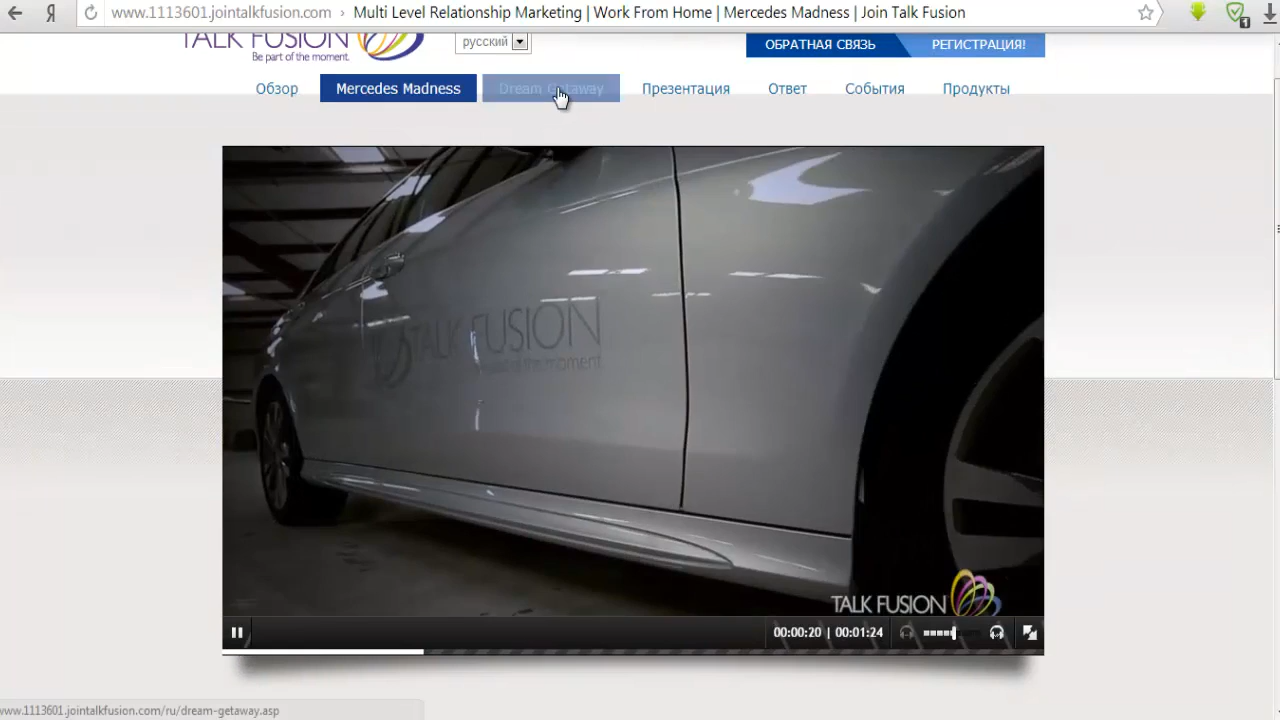 www.1113601.jointalkfusion.com › Multi Level Relationship Marketing | Work From Home | Mercedes Madness | Join Talk Fusion
TALK FUSION
Be part of the moment.
русский
ОБРАТНАЯ СВЯЗЬ
РЕГИСТРАЦИЯ!
Обзор
Mercedes Madness
Dream Getaway
Презентация
Ответ
События
Продукты
TALK FUSION
TALK FUSION
00:00:20 | 00:01:24
www.1113601.jointalkfusion.com/ru/dream-getaway.asp